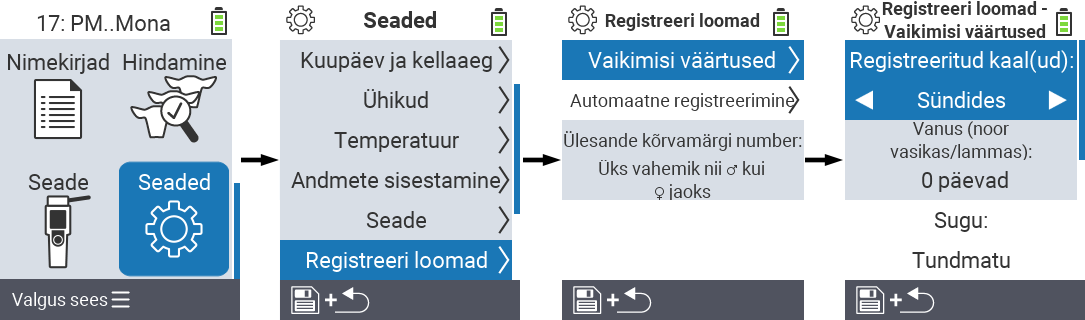 17: PM..Mona
Nimekirjad Hindamine
Seade Seaded
Valgus sees
Seaded
Kuupäev ja kellaaeg
Ühikud
Temperatuur
Andmete sisestamine
Seade
Registreeri loomad
+
Registreeri loomad
Vaikimisi väärtused
Automaatne registreerimine
Ülesande kõrvamärgi number:
Üks vahemik nii ♂ kui
♀ jaoks
+
Registreeri loomad -
Vaikimisi väärtused
Registreeritud kaal(ud):
Sündides
Vanus (noor
vasikas/lammas):
0 päevad
Sugu:
Tundmatu
+